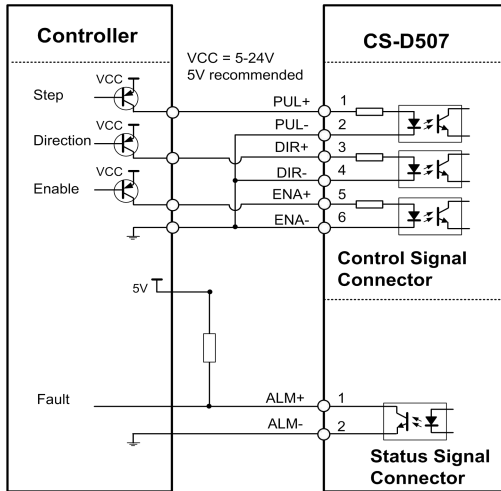 Controller
CS-D507
VCC = 5-24V
5V recommended
VCC
Step
PUL+ 1
VCC
PUL- 2
Direction
DIR+ 3
VCC
DIR- 4
Enable
ENA+ 5
ENA- 6
Control Signal
Connector
5V
Fault
ALM+ 1
ALM- 2
Status Signal
Connector